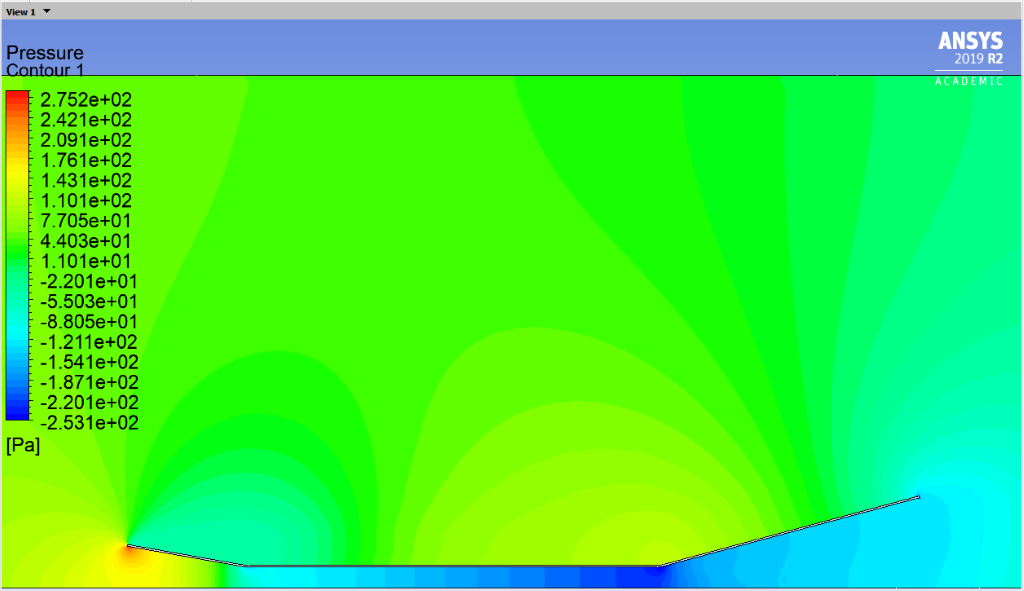 View 1
ANSYS
2019 R2
ACADEMIC
Pressure
Contour 1
2.752e+02
2.421e+02
2.091e+02
1.761e+02
1.431e+02
1.101e+02
7.705e+01
4.403e+01
1.101e+01
-2.201e+01
-5.503e+01
-8.805e+01
-1.211e+02
-1.541e+02
-1.871e+02
-2.201e+02
-2.531e+02
[Pa]